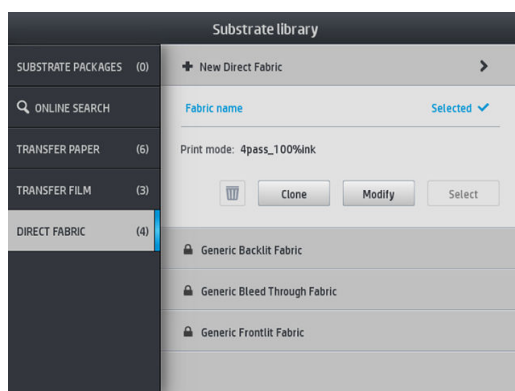 Substrate library
SUBSTRATE PACKAGES (0)
ONLINE SEARCH
TRANSFER PAPER (6)
TRANSFER FILM (3)
DIRECT FABRIC (4)
New Direct Fabric
Fabric name Selected
Print mode: 4pass_100%ink
Clone Modify Select
Generic Backlit Fabric
Generic Bleed Through Fabric
Generic Frontlit Fabric